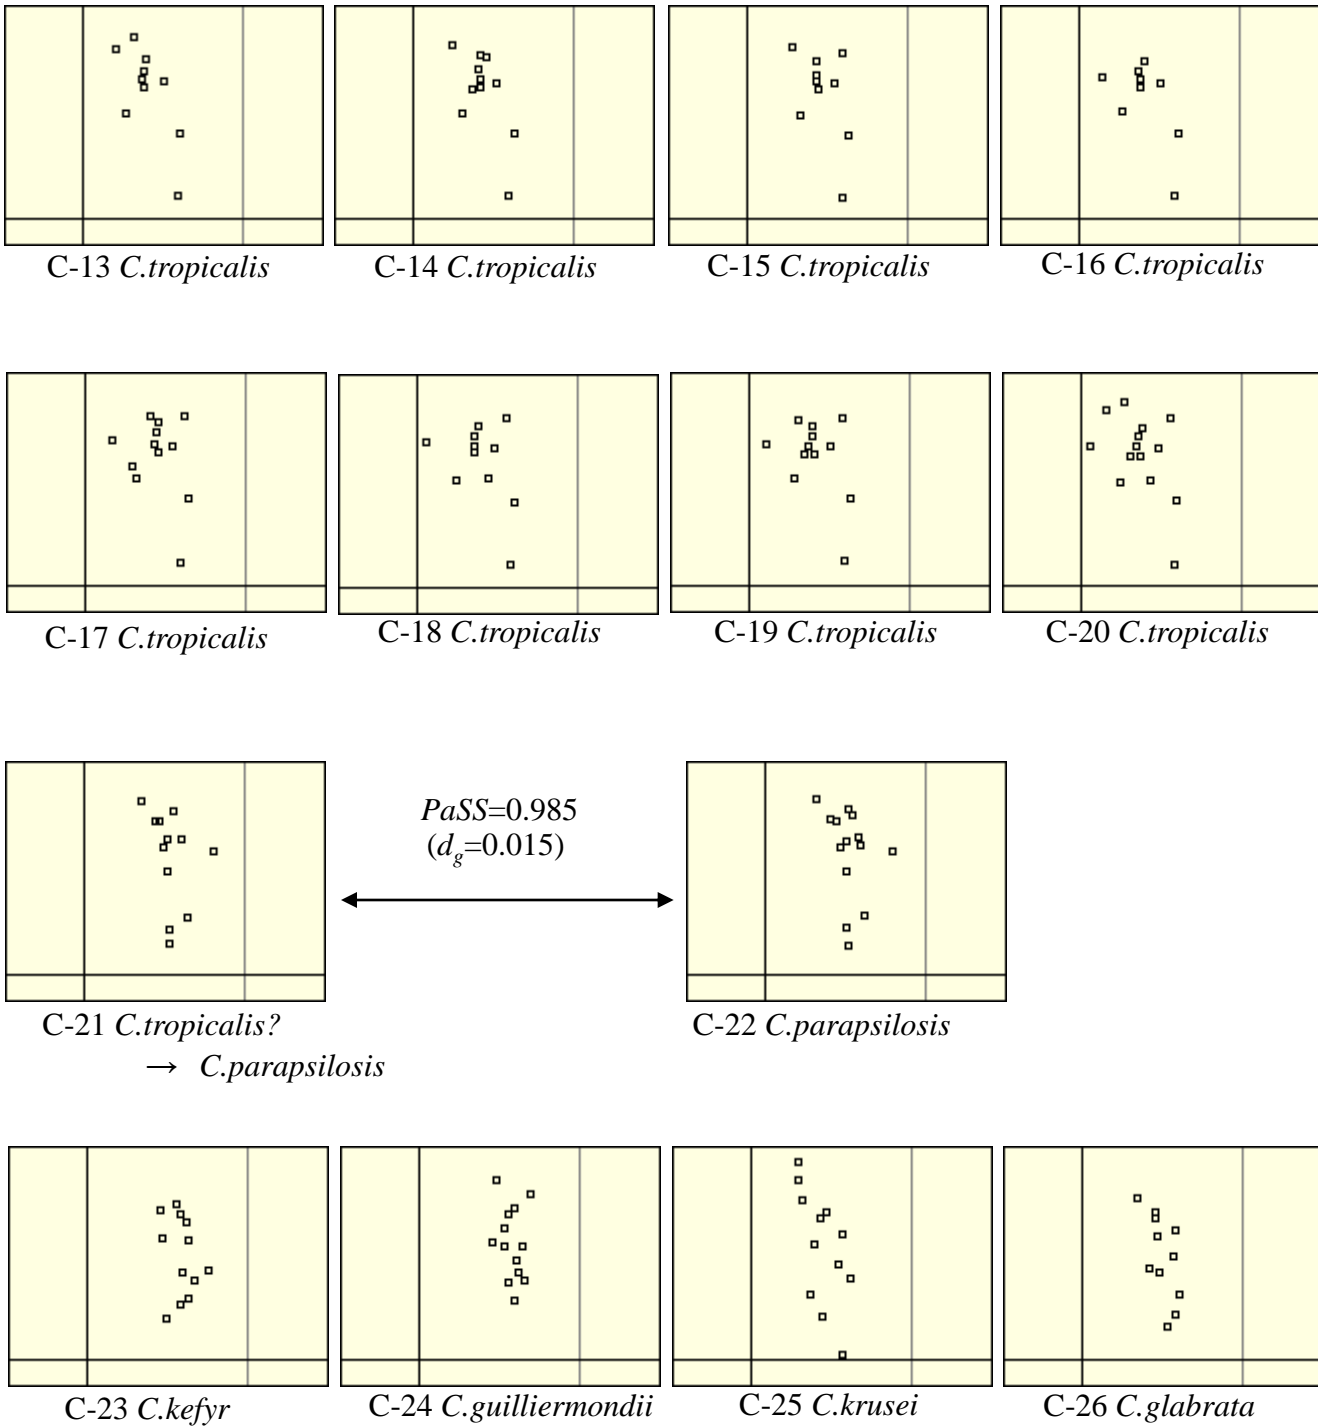 C-13 C.tropicalis
C-14 C.tropicalis
C-15 C.tropicalis
C-16 C.tropicalis
C-17 C.tropicalis
C-18 C.tropicalis
C-19 C.tropicalis
C-20 C.tropicalis
PaSS=0.985
(dg=0.015)
C-21 C.tropicalis?
→ C.parapsilosis
C-22 C.parapsilosis
C-23 C.kefyr
C-24 C.guilliermondii
C-25 C.krusei
C-26 C.glabrata